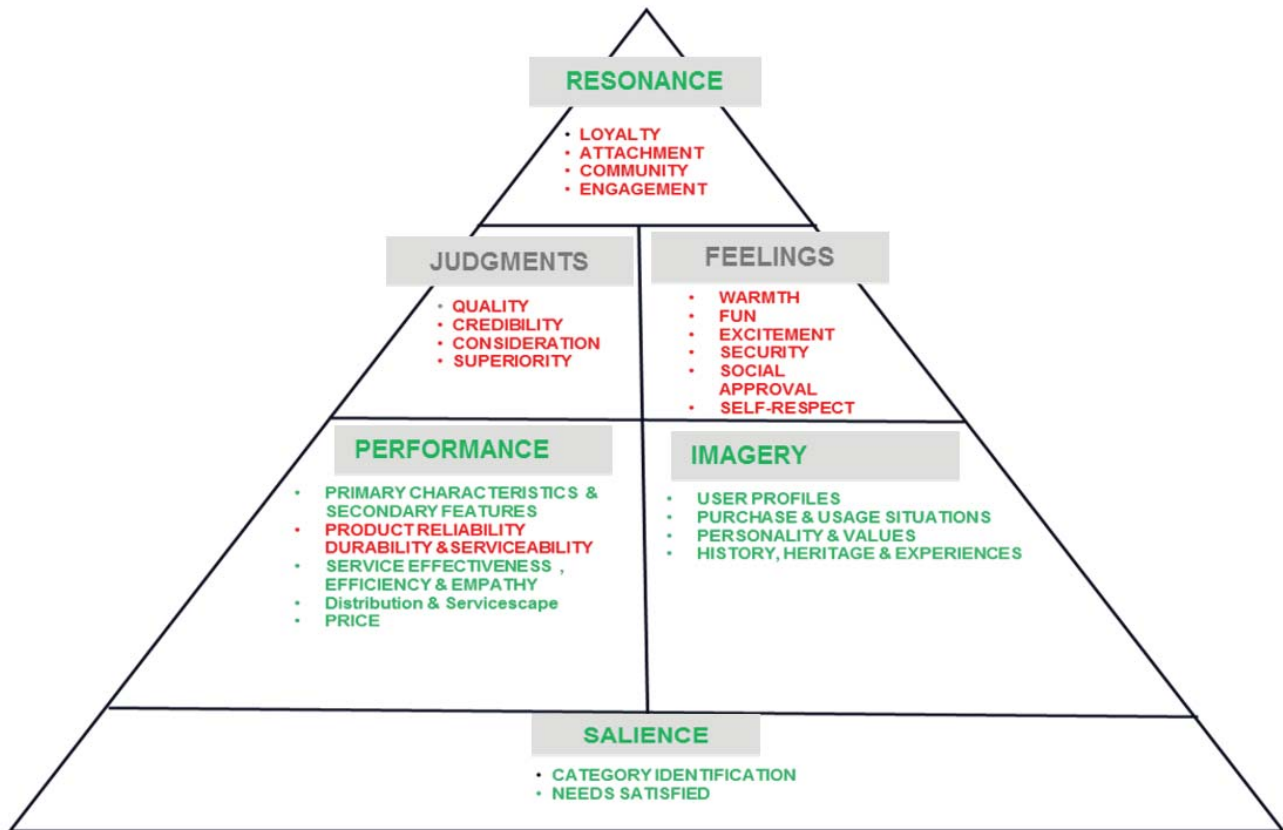 RESONANCE
• LOYALTY
• ATTACHMENT
• COMMUNITY
• ENGAGEMENT
JUDGMENTS
• QUALITY
• CREDIBILITY
• CONSIDERATION
• SUPERIORITY
FEELINGS
• WARMTH
• FUN
• EXCITEMENT
• SECURITY
• SOCIAL
APPROVAL
• SELF-RESPECT
PERFORMANCE
• PRIMARY CHARACTERISTICS &
SECONDARY FEATURES
• PRODUCT RELIABILITY
DURABILITY & SERVICEABILITY
• SERVICE EFFECTIVENESS ,
EFFICIENCY & EMPATHY
• Distribution & Servicescape
• PRICE
IMAGERY
• USER PROFILES
• PURCHASE & USAGE SITUATIONS
• PERSONALITY & VALUES
• HISTORY, HERITAGE & EXPERIENCES
SALIENCE
• CATEGORY IDENTIFICATION
• NEEDS SATISFIED